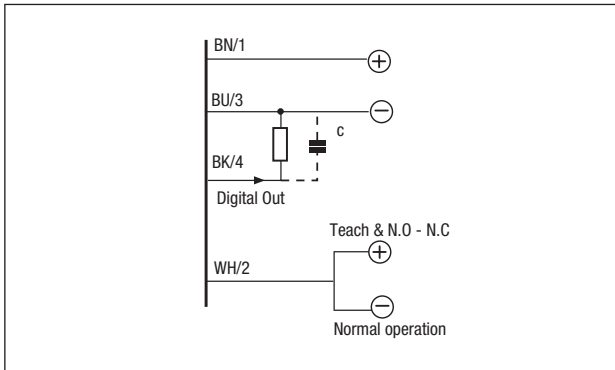 BN/1
+
BU/3
−
c
BK/4
Digital Out
Teach & N.O - N.C
+
WH/2
−
Normal operation